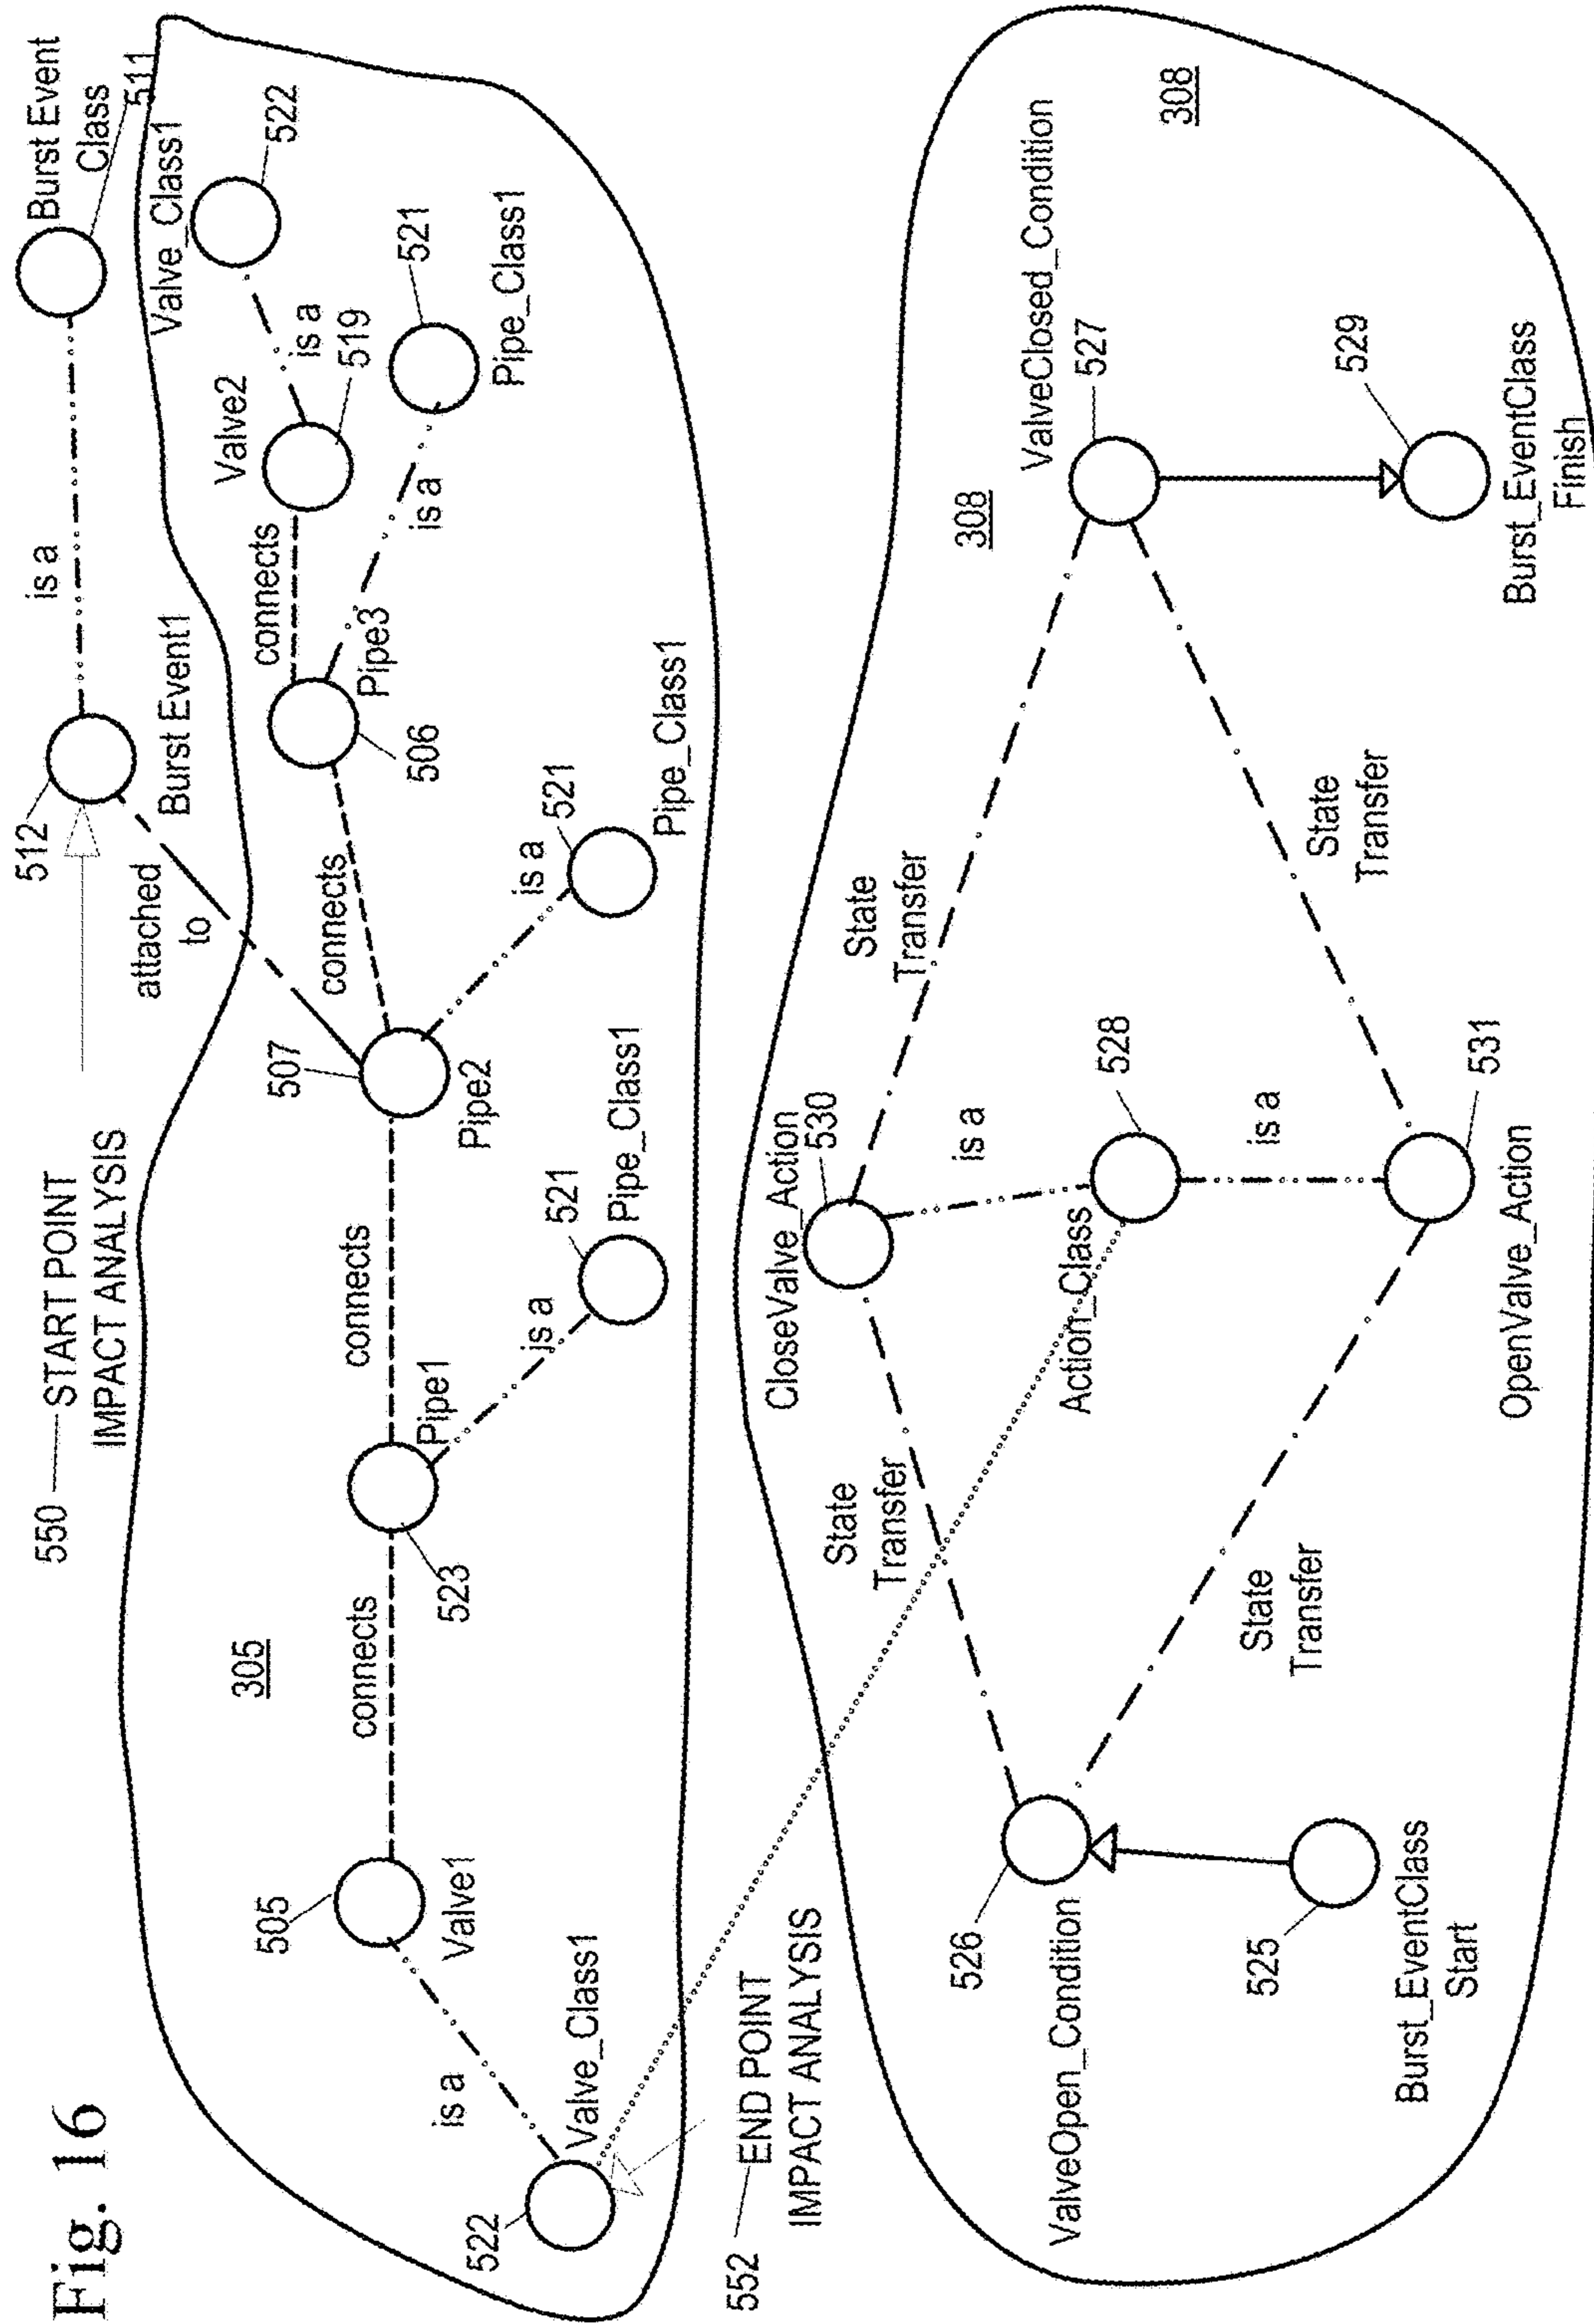 Fig. 16
550
START POINT
IMPACT ANALYSIS
512
is a
Burst Event
Class
511
attached
to
Burst Event1
Valve_Class1
522
is a
Valve2
519
connects
Pipe3
506
is a
521
Pipe_Class1
connects
507
Pipe2
is a
521
Pipe_Class1
connects
Pipe1
523
is a
521
Pipe_Class1
305
connects
505
Valve1
is a
Valve_Class1
522
552
END POINT
IMPACT ANALYSIS
CloseValve_Action
530
State
Transfer
State
Transfer
308
308
ValveClosed_Condition
527
is a
528
Action_Class
is a
526
ValveOpen_Condition
State
Transfer
State
Transfer
529
Burst_EventClass
Finish
531
OpenValve_Action
525
Burst_EventClass
Start